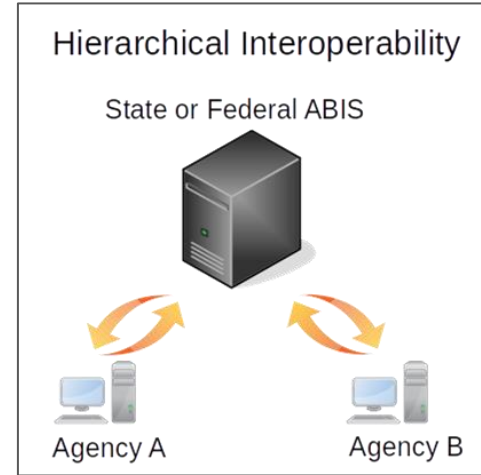 Hierarchical Interoperability
State or Federal ABIS
Agency A
Agency B